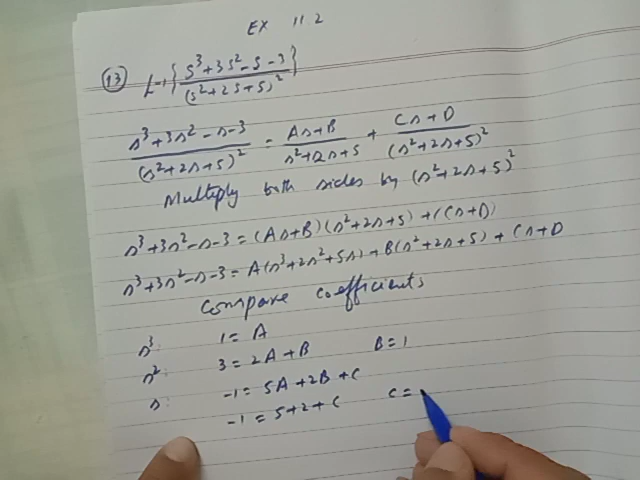 EX 11.2
(13) L⁻¹{ (s³+3s²-s-3) / (s²+2s+5)² }
(s³+3s²-s-3) / (s²+2s+5)² = (As+B) / (s²+2s+5) + (Cs+D) / (s²+2s+5)²
Multiply both sides by (s²+2s+5)²
s³+3s²-s-3 = (As+B)(s²+2s+5) + (Cs+D)
s³+3s²-s-3 = A(s³+2s²+5s) + B(s²+2s+5) + Cs+D
Compare coefficients
s³: 1 = A
s²: 3 = 2A+B B=1
s: -1 = 5A+2B+C
-1 = 5+2+C C=